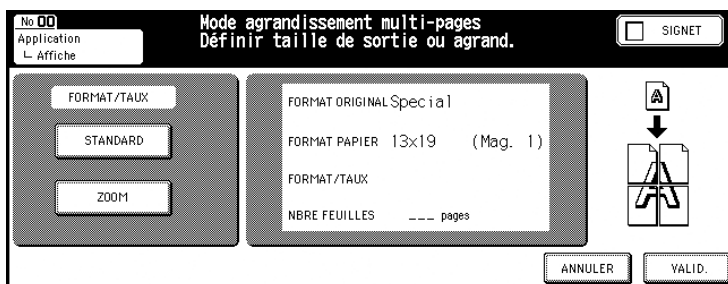 No 00
Application
Affiche
Mode agrandissement multi-pages
Définir taille de sortie ou agrand.
SIGNET
FORMAT/TAUX
STANDARD
ZOOM
FORMAT ORIGINAL Special
FORMAT PAPIER 13x19 (Mag. 1)
FORMAT/TAUX
NBRE FEUILLES ___ pages
A
A
ANNULER
VALID.